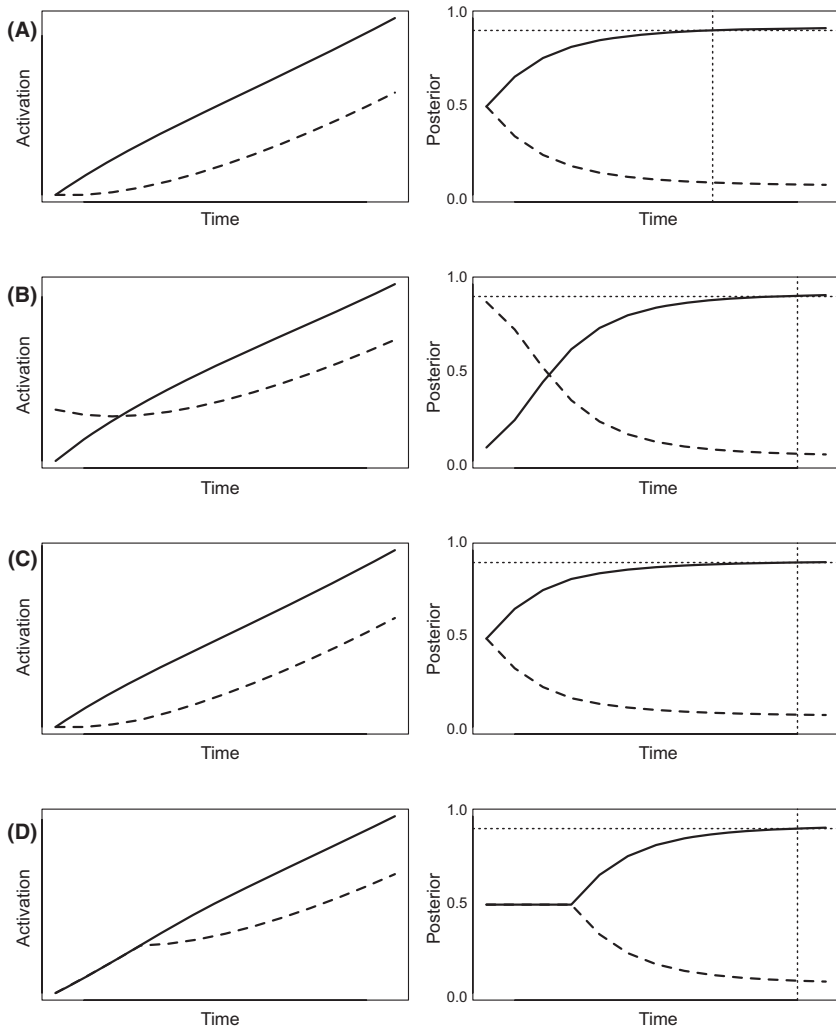 (A)
Activation
Time
1.0
0.5
0.0
Posterior
Time
(B)
Activation
Time
1.0
0.5
0.0
Posterior
Time
(C)
Activation
Time
1.0
0.5
0.0
Posterior
Time
(D)
Activation
Time
1.0
0.5
0.0
Posterior
Time